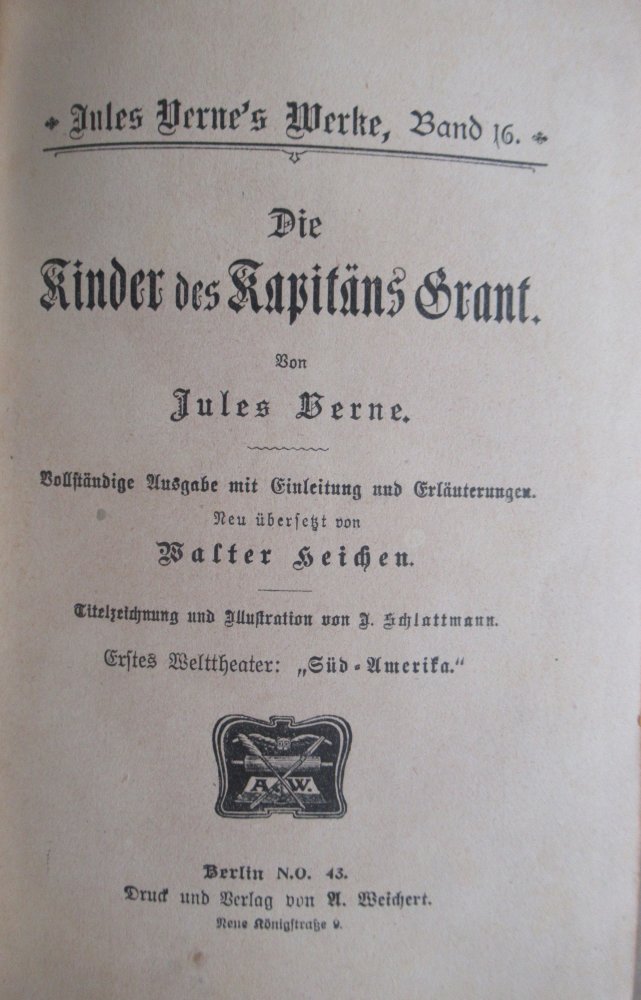 Jules Verne's Werke, Band 16.
Die
Kinder des Kapitäns Grant.
Von
Jules Verne.
Vollständige Ausgabe mit Einleitung und Erläuterungen.
Neu übersetzt von
Walter Heichen.
Titelzeichnung und Illustration von J. Schlattmann.
Erstes Welttheater: „Süd-Amerika.“
A. W.
Berlin N.O. 43.
Druck und Verlag von A. Weichert.
Neue Königstraße 9.